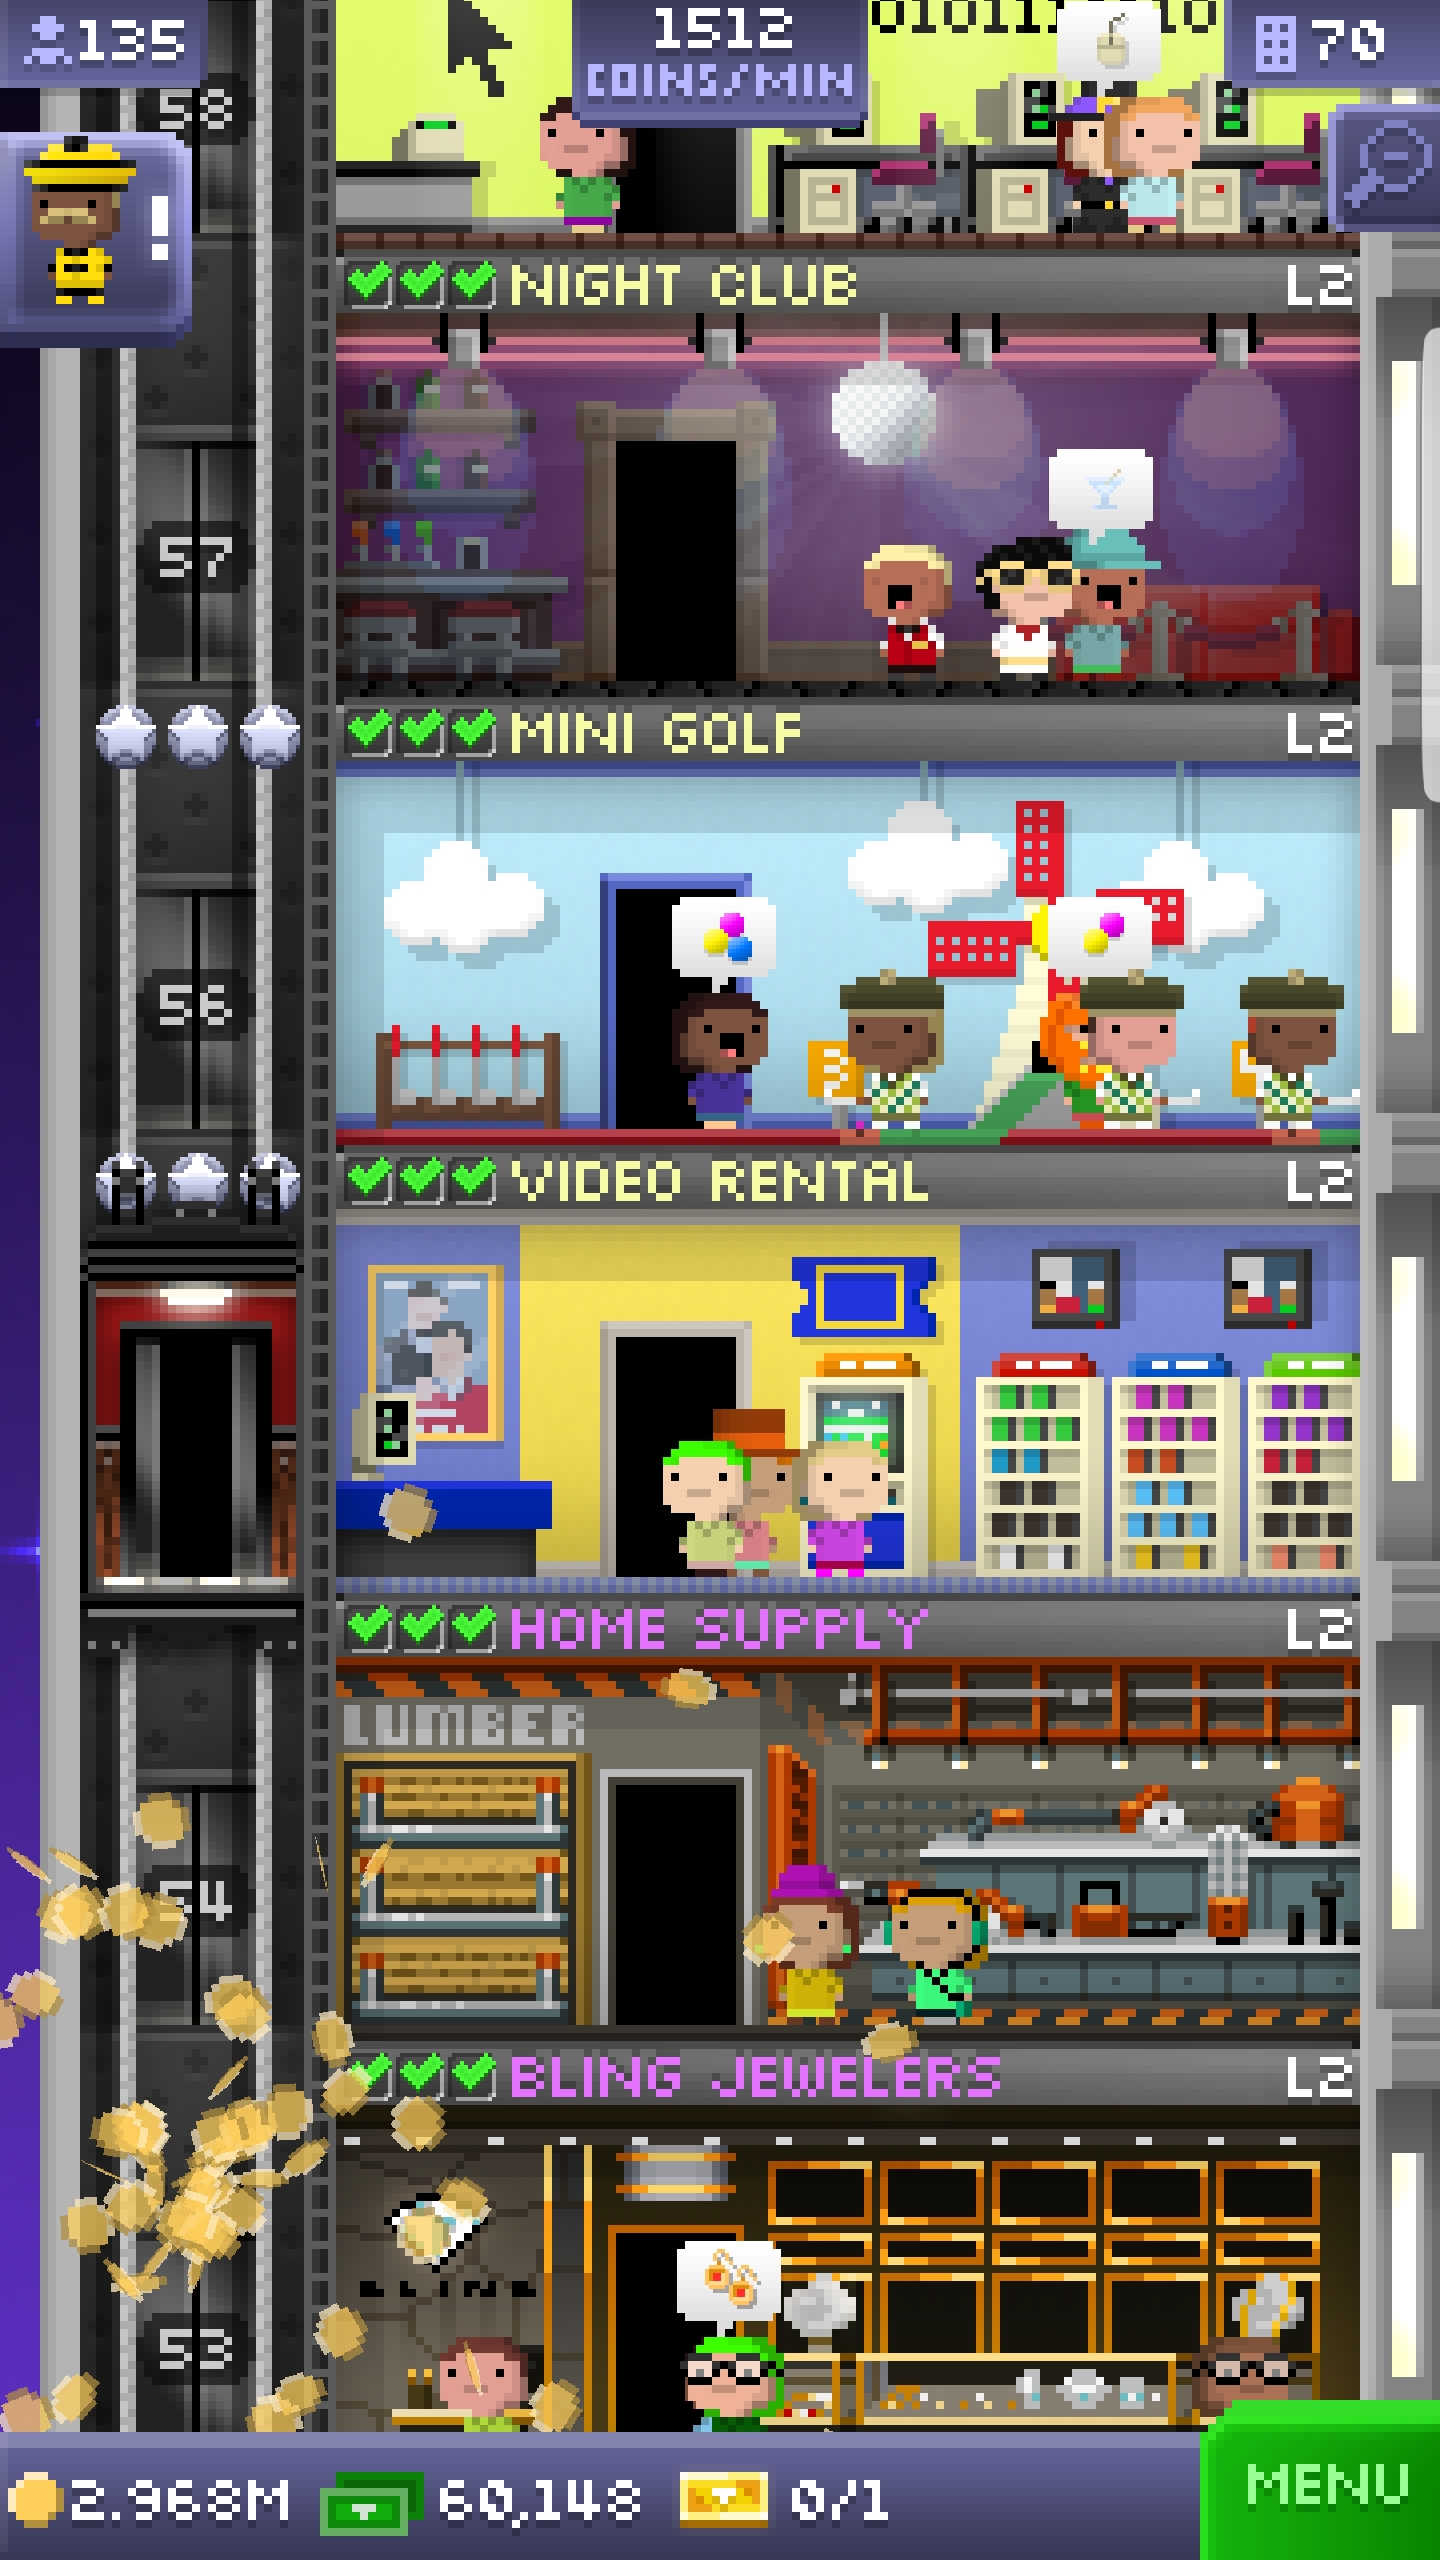 135
1512
COINS/MIN
70
58
!
NIGHT CLUB L2
57
MINI GOLF L2
56
VIDEO RENTAL L2
HOME SUPPLY L2
LUMBER
54
BLING JEWELERS L2
BLING
53
2.968M 60,148 0/1
MENU